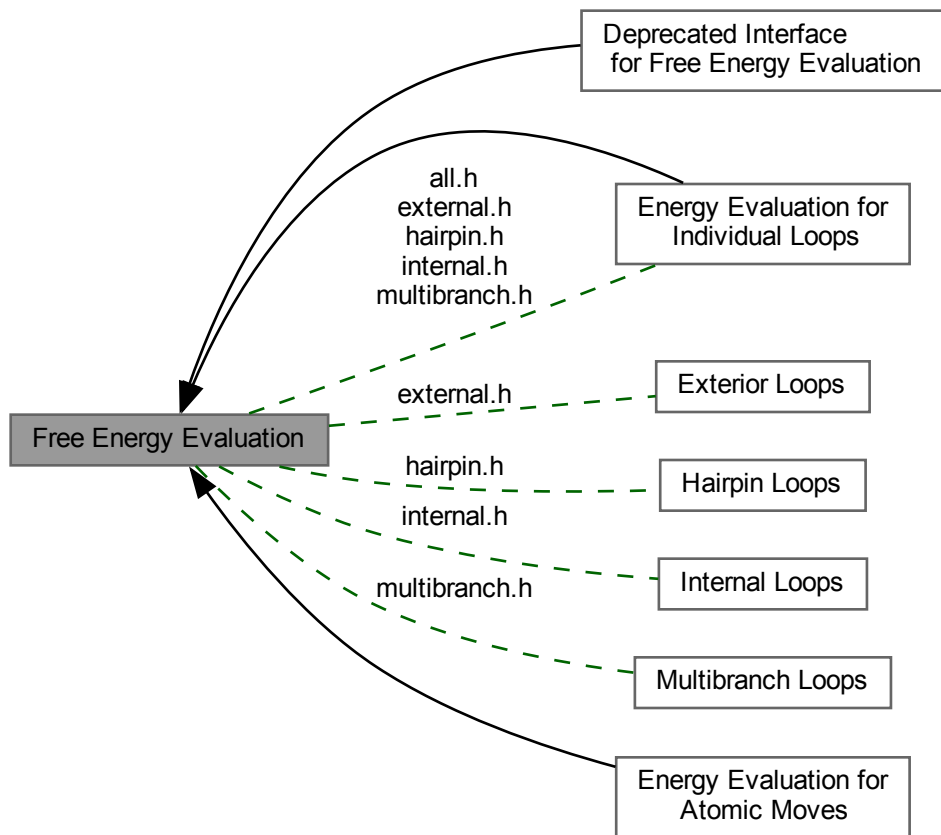 Deprecated Interface
for Free Energy Evaluation
all.h
external.h
hairpin.h
internal.h
multibranch.h
Energy Evaluation for
Individual Loops
external.h
Exterior Loops
Free Energy Evaluation
hairpin.h
Hairpin Loops
internal.h
Internal Loops
multibranch.h
Multibranch Loops
Energy Evaluation for
Atomic Moves